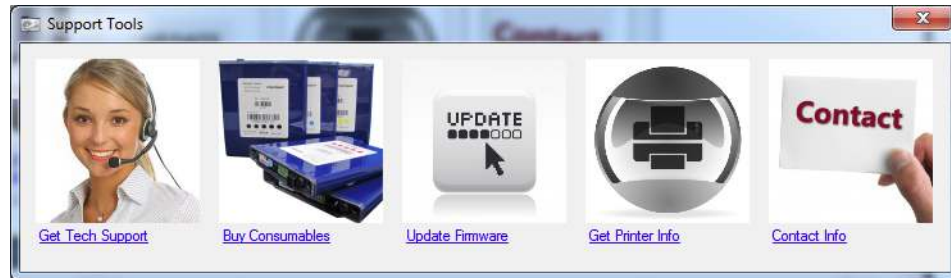 Support Tools
UPDATE
Contact
Get Tech Support
Buy Consumables
Update Firmware
Get Printer Info
Contact Info